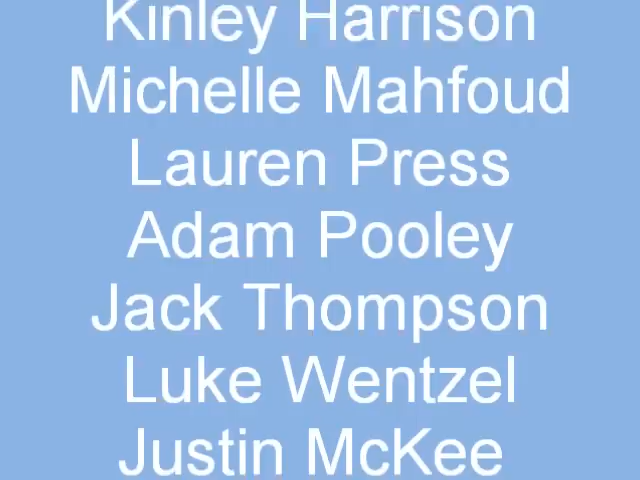 Kinley Harrison
Michelle Mahfoud
Lauren Press
Adam Pooley
Jack Thompson
Luke Wentzel
Justin McKee